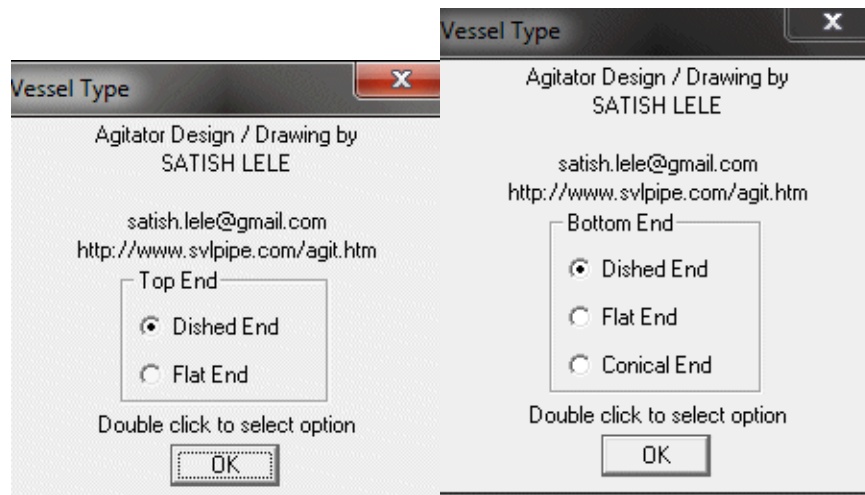 Vessel Type
Agitator Design / Drawing by
SATISH LELE
satish.lele@gmail.com
http://www.svlpipe.com/agit.htm
Top End
Dished End
Flat End
Double click to select option
OK
Vessel Type
Agitator Design / Drawing by
SATISH LELE
satish.lele@gmail.com
http://www.svlpipe.com/agit.htm
Bottom End
Dished End
Flat End
Conical End
Double click to select option
OK